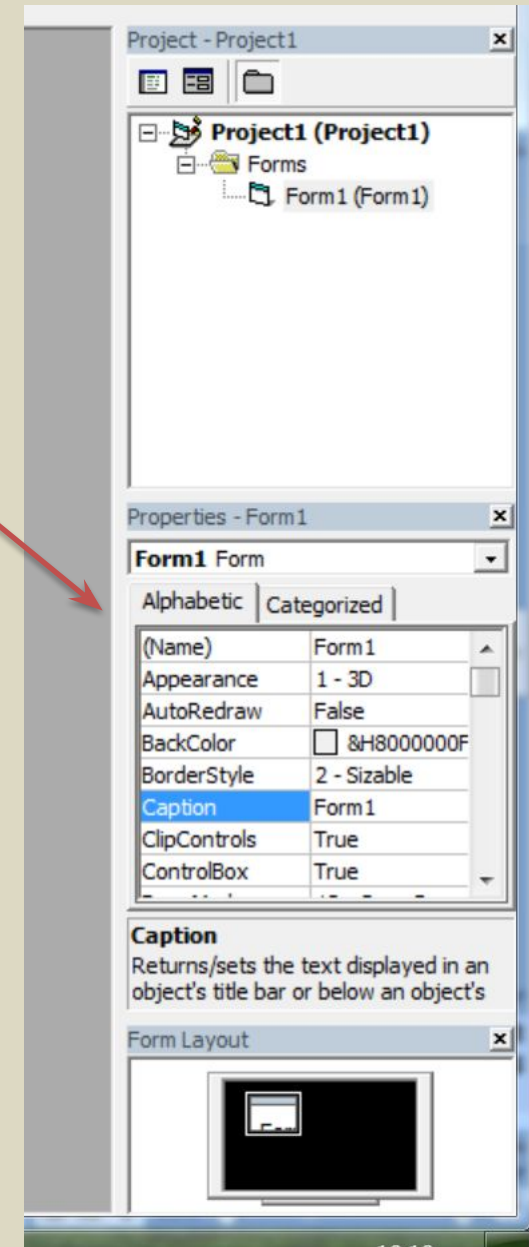 Project - Project1
Project1 (Project1)
Forms
Form1 (Form1)
Properties - Form1
Form1 Form
Alphabetic Categorized
(Name) Form1
Appearance 1 - 3D
AutoRedraw False
BackColor &H8000000F
BorderStyle 2 - Sizable
Caption Form1
ClipControls True
ControlBox True
Caption
Returns/sets the text displayed in an
object's title bar or below an object's
Form Layout